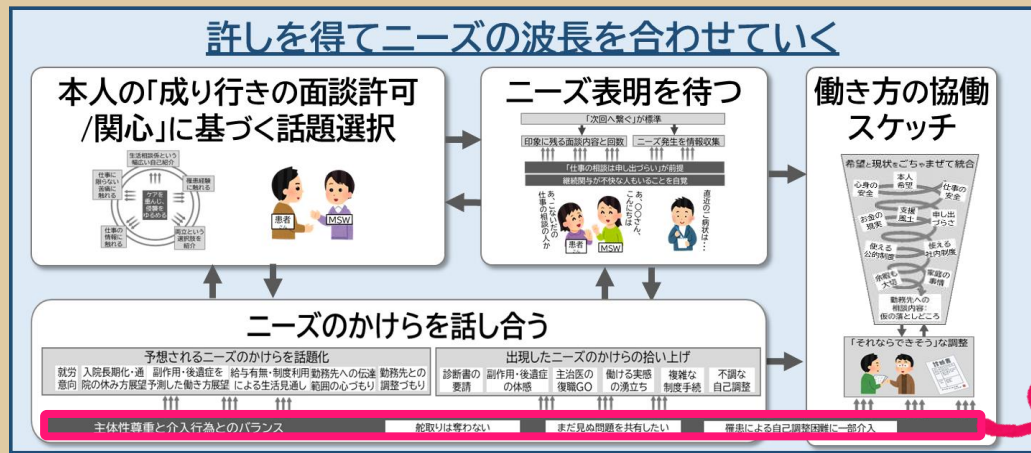 許しを得てニーズの波長を合わせていく
本人の「成り行きの面談許可
/関心」に基づく話題選択
生活相談係という
幅広い自己紹介
仕事に
限らない
苦痛に
触れる
罹患経験
に触れる
ケアを
重んじ、
修羅を
ゆるめる
仕事の
情報に
触れる
両立という
選択肢を
紹介
患者
MSW
ニーズ表明を待つ
「次回へ繋ぐ」が標準
印象に残る面談内容と回数
ニーズ発生を情報収集
「仕事の相談は申し出づらい」が前提
継続関与が不快な人もいることを自覚
あ、こないだの
仕事の相談の人か
あ、〇〇さん、
こんにちは
直近のご病状は…
患者
MSW
働き方の協働
スケッチ
希望と現状をごちゃまぜて統合
本人
希望
心身の
安全
仕事の
安全
支援
風土
お金の
現実
申し出
づらさ
使える
公的制度
使える
社内制度
余暇も
大切
家庭の
事情
勤務先への
相談内容:
仮の落としどころ
「それならできそう」な調整
診断書
ニーズのかけらを話し合う
予想されるニーズのかけらを話題化
就労
意向
入院長期化・通
院の休み方展望
副作用・後遺症を
予測した働き方展望
給与有無・制度利用
による生活見通し
勤務先への伝達
範囲の心づもり
勤務先との
調整づもり
出現したニーズのかけらの拾い上げ
診断書の
要請
副作用・後遺症
の体感
主治医の
復職GO
働ける実感
の湧立ち
複雑な
制度手続
不調な
自己調整
主体性尊重と介入行為とのバランス
舵取りは奪わない
まだ見ぬ問題を共有したい
罹患による自己調整困難に一部介入